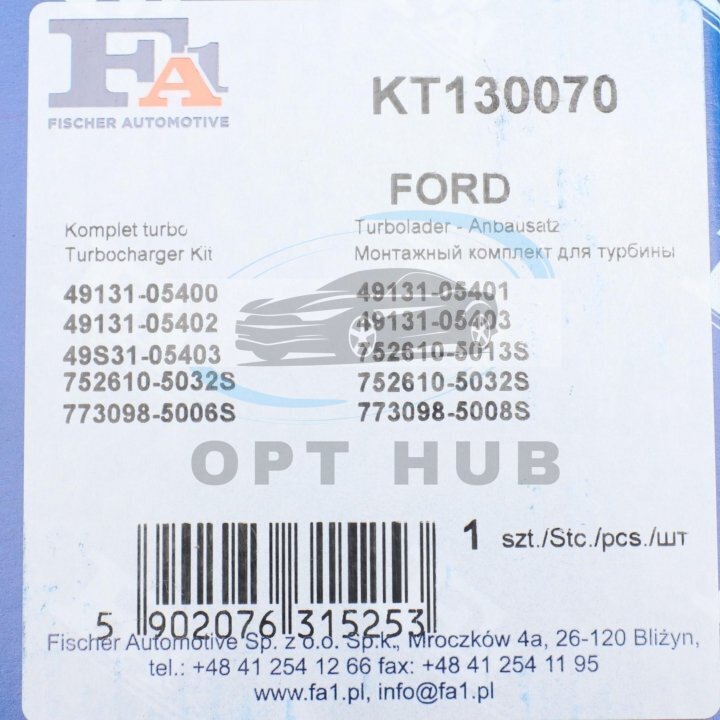 FA1
FISCHER AUTOMOTIVE
KT130070
FORD
Komplet turbo
Turbocharger Kit
Turbolader - Anbausatz
Монтажный комплект для турбины
49131-05400 49131-05401
49131-05402 49131-05403
49S31-05403 752610-5013S
752610-5032S 752610-5032S
773098-5006S 773098-5008S
OPT HUB
1 szt./Stc./pcs./шт
5 902076 315253
Fischer Automotive Sp. z o.o. Sp.k., Mroczków 4a, 26-120 Bliżyn,
tel.: +48 41 254 12 66 fax: +48 41 254 11 95
www.fa1.pl, info@fa1.pl